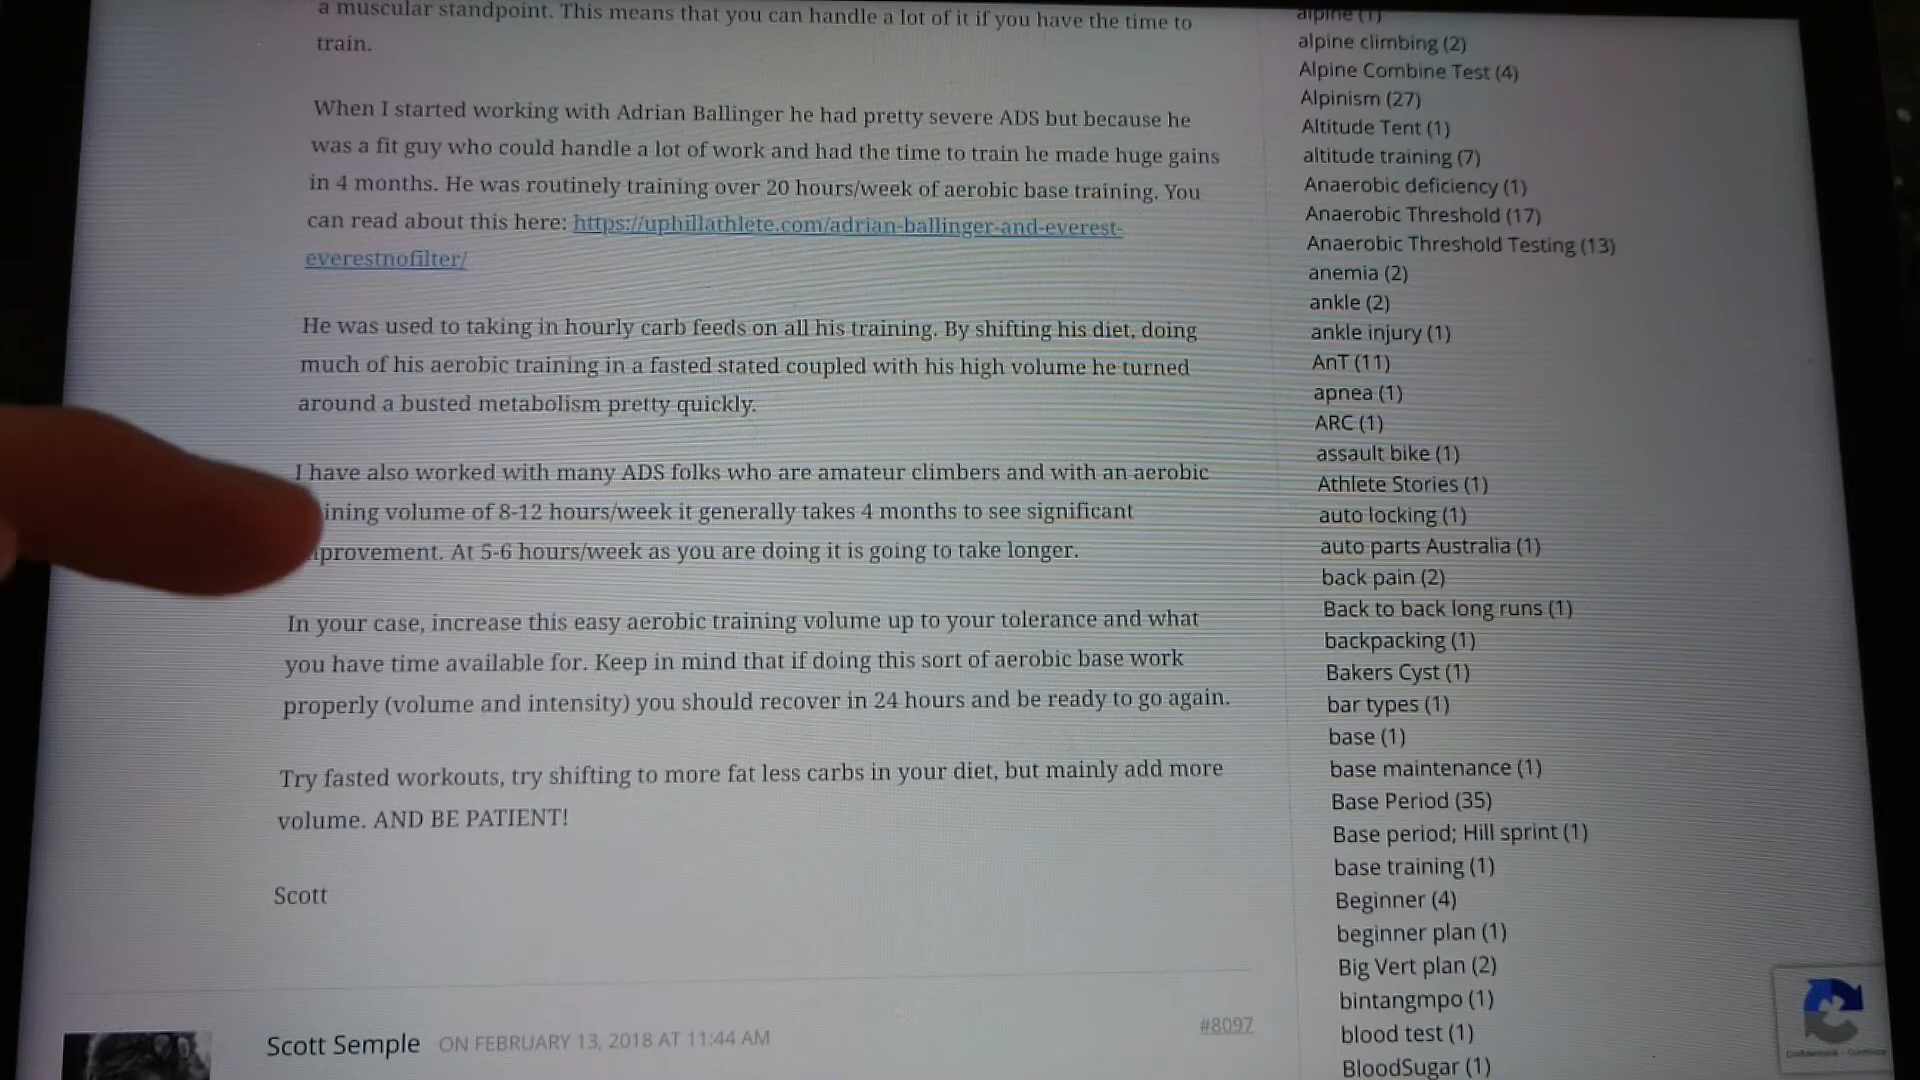 a muscular standpoint. This means that you can handle a lot of it if you have the time to
train.
When I started working with Adrian Ballinger he had pretty severe ADS but because he
was a fit guy who could handle a lot of work and had the time to train he made huge gains
in 4 months. He was routinely training over 20 hours/week of aerobic base training. You
can read about this here: https://uphillathlete.com/adrian-ballinger-and-everest-
everestnofilter/
He was used to taking in hourly carb feeds on all his training. By shifting his diet, doing
much of his aerobic training in a fasted stated coupled with his high volume he turned
around a busted metabolism pretty quickly.
I have also worked with many ADS folks who are amateur climbers and with an aerobic
ining volume of 8-12 hours/week it generally takes 4 months to see significant
provement. At 5-6 hours/week as you are doing it is going to take longer.
In your case, increase this easy aerobic training volume up to your tolerance and what
you have time available for. Keep in mind that if doing this sort of aerobic base work
properly (volume and intensity) you should recover in 24 hours and be ready to go again.
Try fasted workouts, try shifting to more fat less carbs in your diet, but mainly add more
volume. AND BE PATIENT!
Scott
Scott Semple ON FEBRUARY 13, 2018 AT 11:44 AM
#8097
alpine (1)
alpine climbing (2)
Alpine Combine Test (4)
Alpinism (27)
Altitude Tent (1)
altitude training (7)
Anaerobic deficiency (1)
Anaerobic Threshold (17)
Anaerobic Threshold Testing (13)
anemia (2)
ankle (2)
ankle injury (1)
AnT (11)
apnea (1)
ARC (1)
assault bike (1)
Athlete Stories (1)
auto locking (1)
auto parts Australia (1)
back pain (2)
Back to back long runs (1)
backpacking (1)
Bakers Cyst (1)
bar types (1)
base (1)
base maintenance (1)
Base Period (35)
Base period; Hill sprint (1)
base training (1)
Beginner (4)
beginner plan (1)
Big Vert plan (2)
bintangmpo (1)
blood test (1)
BloodSugar (1)